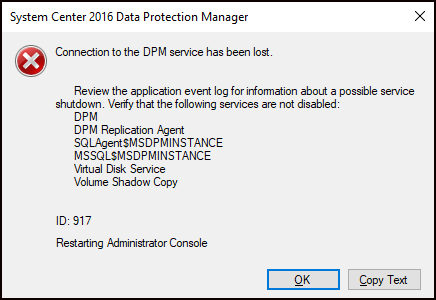 System Center 2016 Data Protection Manager
Connection to the DPM service has been lost.
Review the application event log for information about a possible service
shutdown. Verify that the following services are not disabled:
DPM
DPM Replication Agent
SQLAgent$MSDPMINSTANCE
MSSQL$MSDPMINSTANCE
Virtual Disk Service
Volume Shadow Copy
ID: 917
Restarting Administrator Console
OK
Copy Text